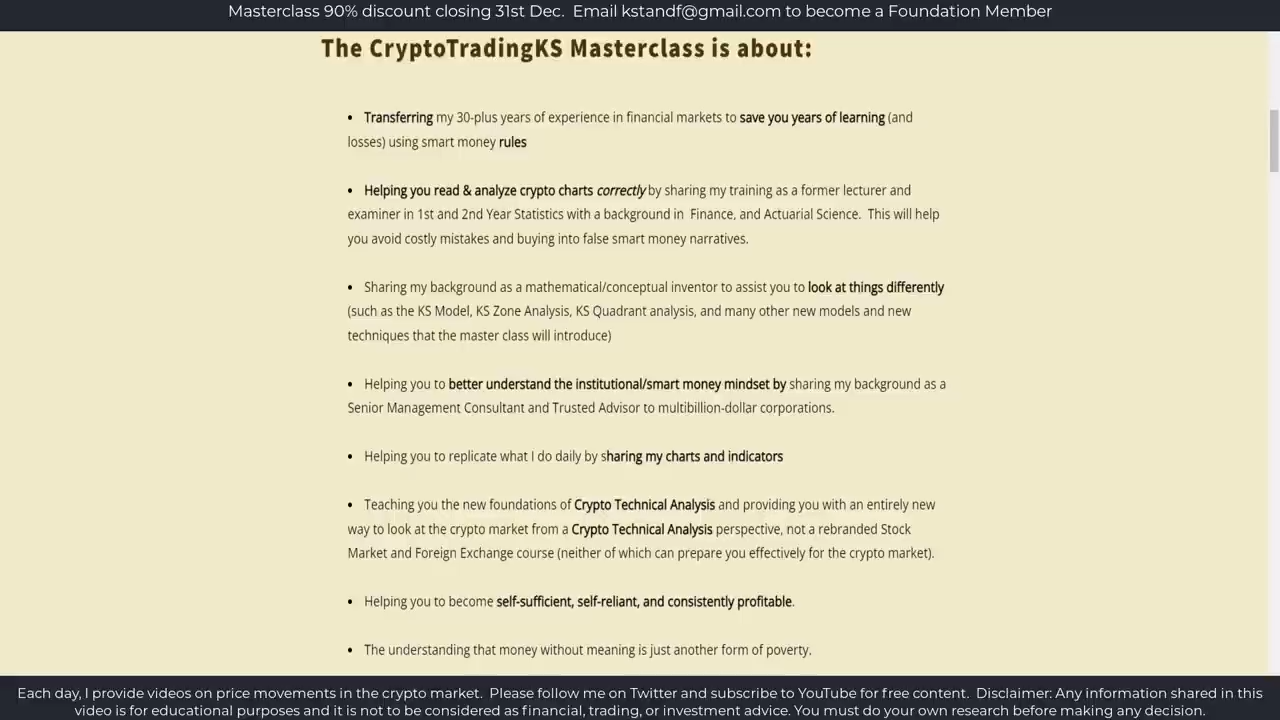 Masterclass 90% discount closing 31st Dec.  Email kstandf@gmail.com to become a Foundation Member
The CryptoTradingKS Masterclass is about:
• Transferring my 30-plus years of experience in financial markets to save you years of learning (and
losses) using smart money rules
• Helping you read & analyze crypto charts correctly by sharing my training as a former lecturer and
examiner in 1st and 2nd Year Statistics with a background in  Finance, and Actuarial Science.  This will help
you avoid costly mistakes and buying into false smart money narratives.
• Sharing my background as a mathematical/conceptual inventor to assist you to look at things differently
(such as the KS Model, KS Zone Analysis, KS Quadrant analysis, and many other new models and new
techniques that the master class will introduce)
• Helping you to better understand the institutional/smart money mindset by sharing my background as a
Senior Management Consultant and Trusted Advisor to multibillion-dollar corporations.
• Helping you to replicate what I do daily by sharing my charts and indicators
• Teaching you the new foundations of Crypto Technical Analysis and providing you with an entirely new
way to look at the crypto market from a Crypto Technical Analysis perspective, not a rebranded Stock
Market and Foreign Exchange course (neither of which can prepare you effectively for the crypto market).
• Helping you to become self-sufficient, self-reliant, and consistently profitable.
• The understanding that money without meaning is just another form of poverty.
Each day, I provide videos on price movements in the crypto market.  Please follow me on Twitter and subscribe to YouTube for free content.  Disclaimer: Any information shared in this
video is for educational purposes and it is not to be considered as financial, trading, or investment advice. You must do your own research before making any decision.